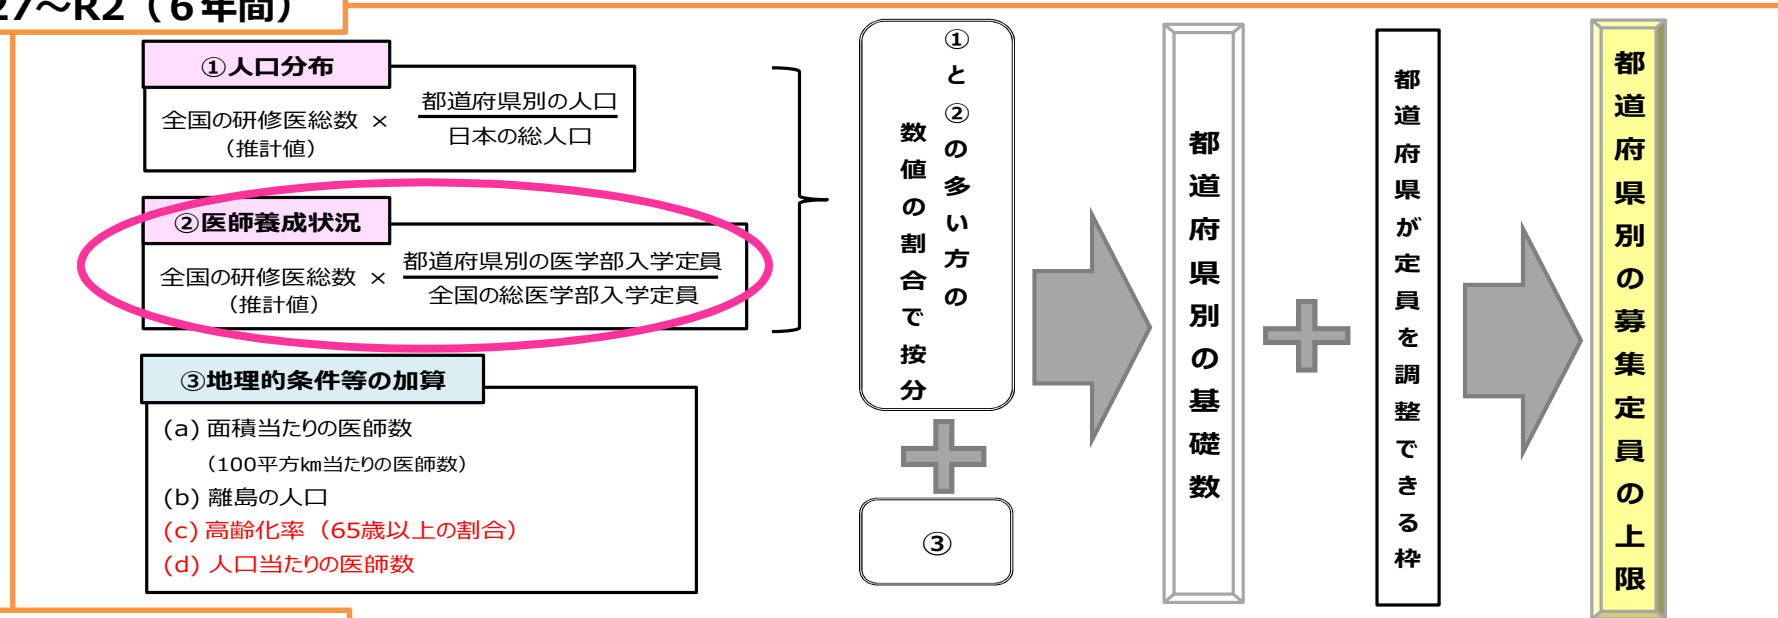 27～R2（６年間）
①人口分布
全国の研修医総数 ×
（推計値）
都道府県別の人口
日本の総人口
②医師養成状況
全国の研修医総数 ×
（推計値）
都道府県別の医学部入学定員
全国の総医学部入学定員
③地理的条件等の加算
(a) 面積当たりの医師数
（100平方㎞当たりの医師数）
(b) 離島の人口
(c) 高齢化率（65歳以上の割合）
(d) 人口当たりの医師数
①と②の多い方の
数値の割合で按分
③
都道府県別の基礎数
都道府県が定員を調整できる枠
都道府県別の募集定員の上限